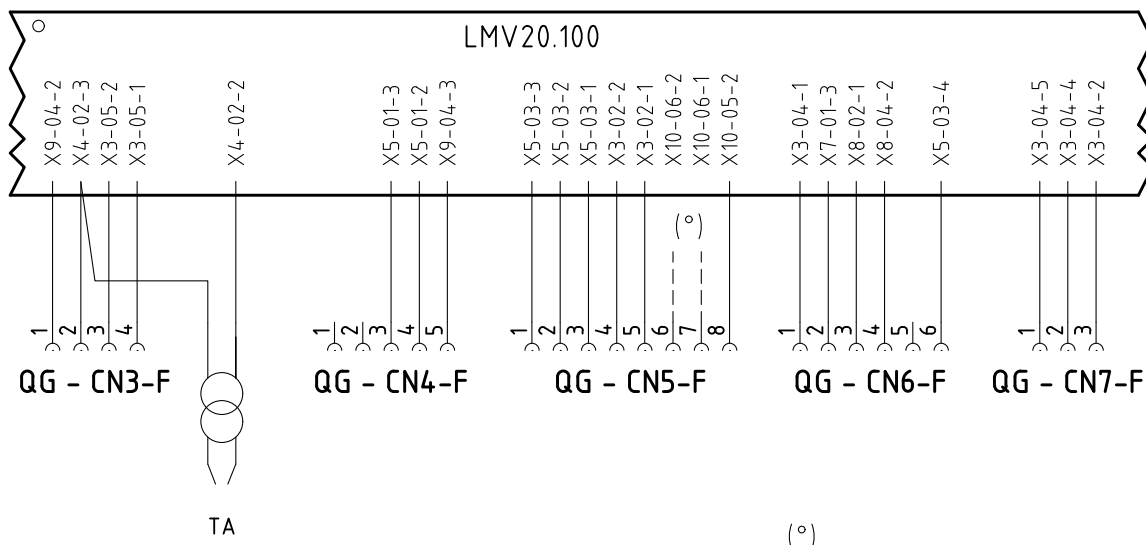 LMV20.100
X9-04-2
X4-02-3
X3-05-2
X3-05-1
X4-02-2
X5-01-3
X5-01-2
X9-04-3
X5-03-3
X5-03-2
X5-03-1
X3-02-2
X3-02-1
X10-06-2
X10-06-1
X10-05-2
X3-04-1
X7-01-3
X8-02-1
X8-04-2
X5-03-4
X3-04-5
X3-04-4
X3-04-2
(°)
1 2 3 4
1 2 3 4 5
1 2 3 4 5 6 7 8
1 2 3 4 5 6
1 2 3
QG - CN3-F
QG - CN4-F
QG - CN5-F
QG - CN6-F
QG - CN7-F
TA
(°)